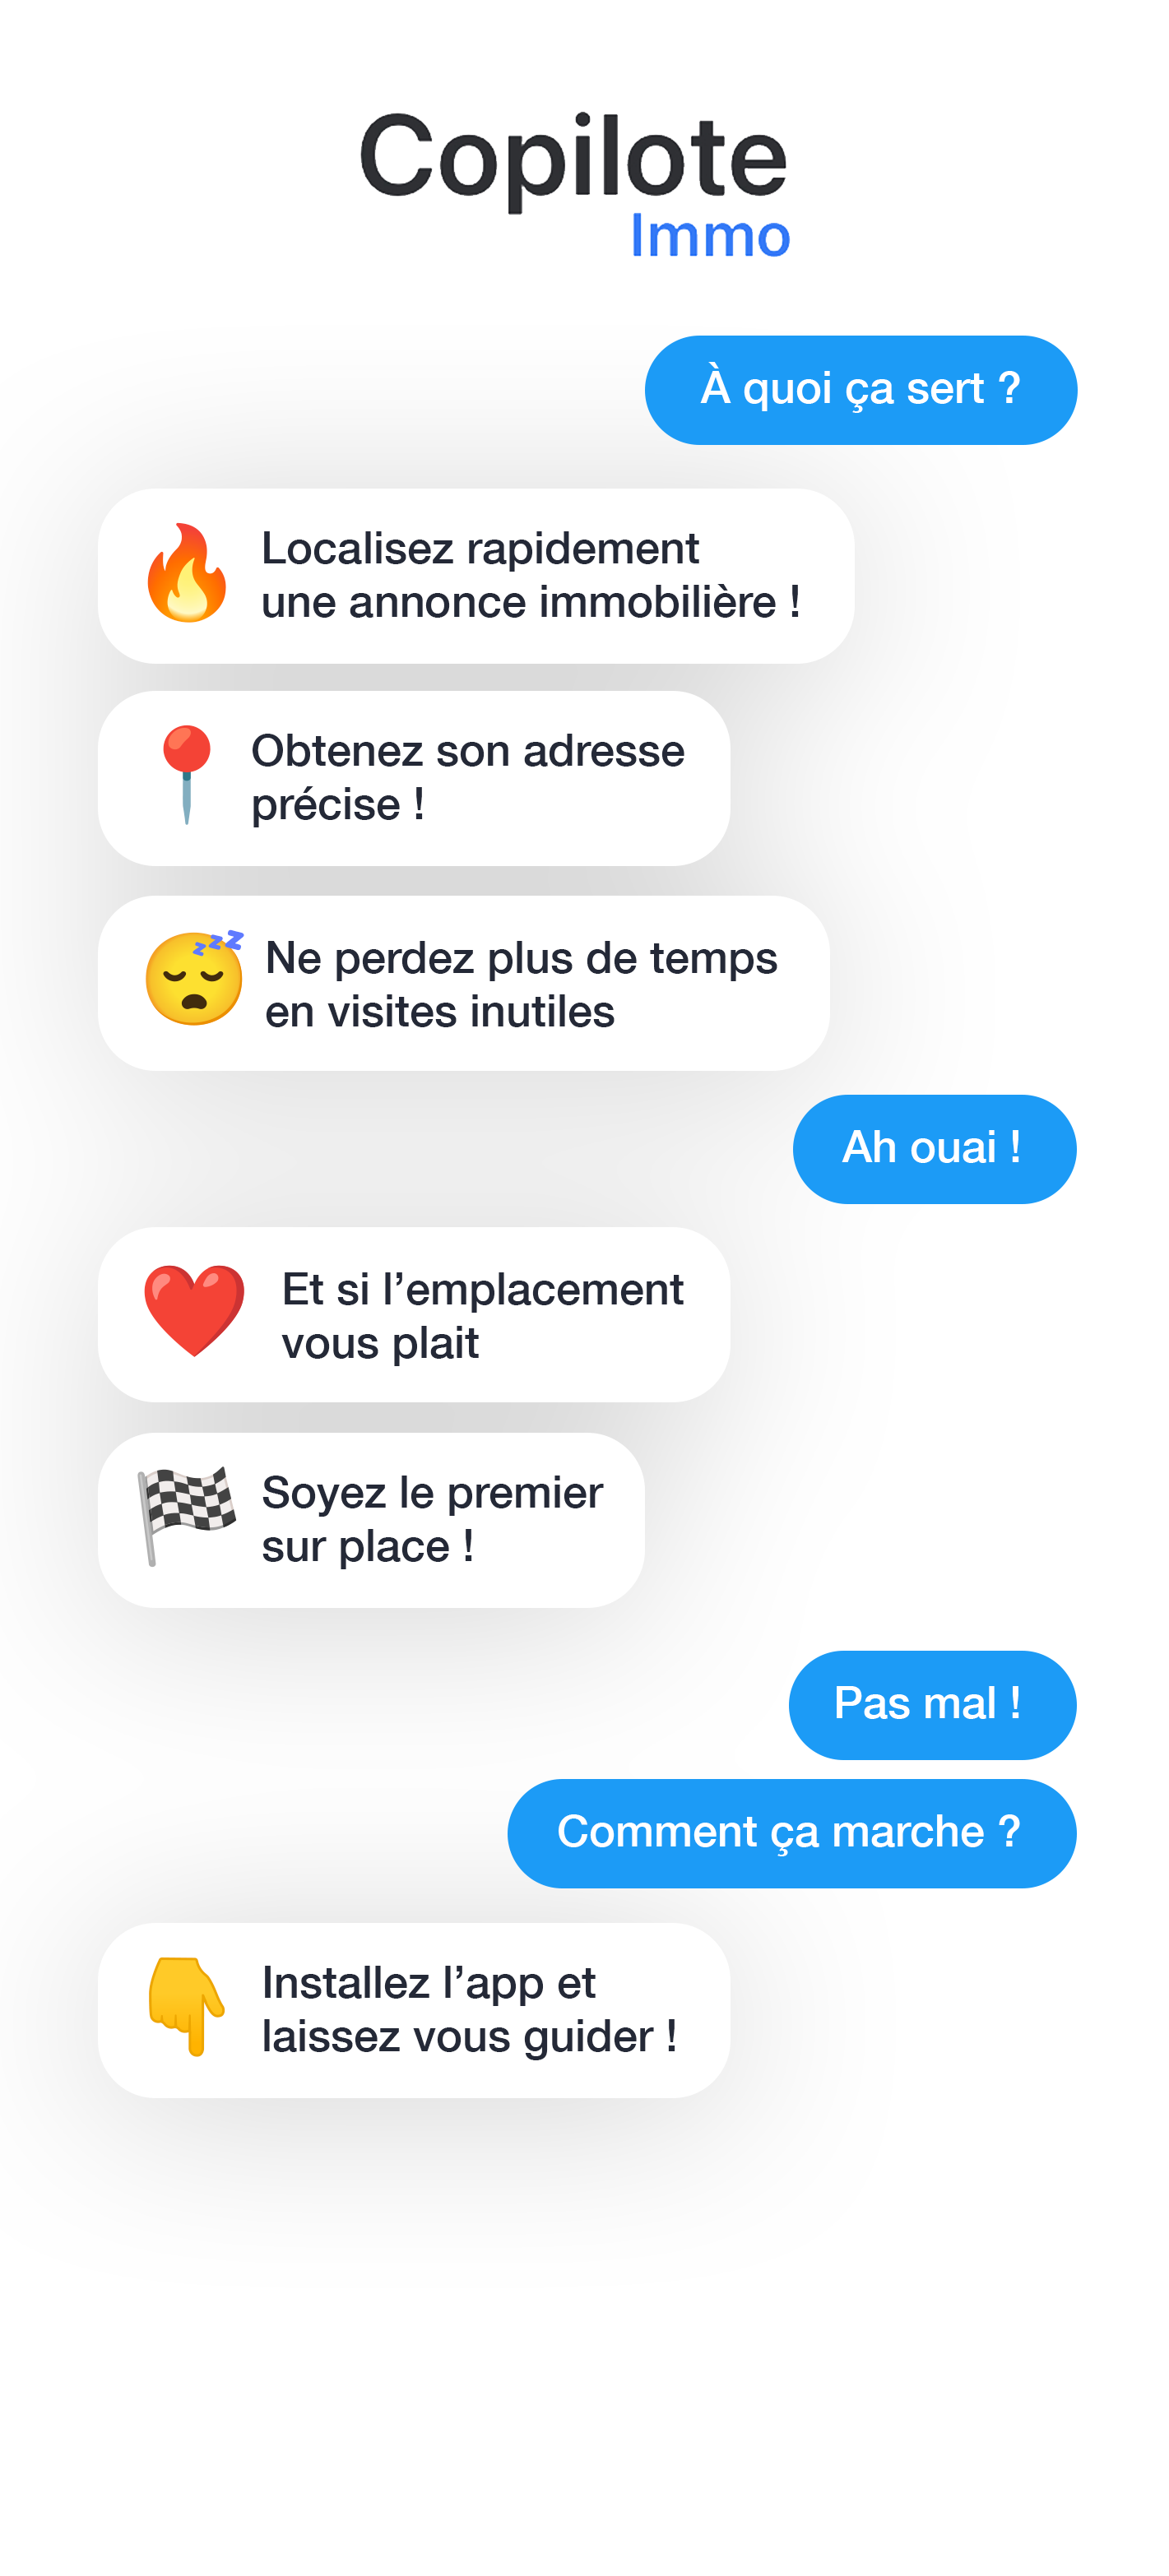 Copilote
Immo
À quoi ça sert ?
Localisez rapidement
une annonce immobilière !
Obtenez son adresse
précise !
Ne perdez plus de temps
en visites inutiles
Ah ouai !
Et si l’emplacement
vous plait
Soyez le premier
sur place !
Pas mal !
Comment ça marche ?
Installez l’app et
laissez vous guider !